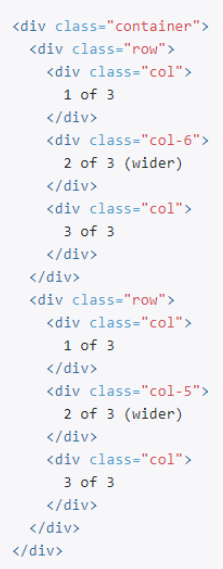 <div class="container">
  <div class="row">
    <div class="col">
      1 of 3
    </div>
    <div class="col-6">
      2 of 3 (wider)
    </div>
    <div class="col">
      3 of 3
    </div>
  </div>
  <div class="row">
    <div class="col">
      1 of 3
    </div>
    <div class="col-5">
      2 of 3 (wider)
    </div>
    <div class="col">
      3 of 3
    </div>
  </div>
</div>